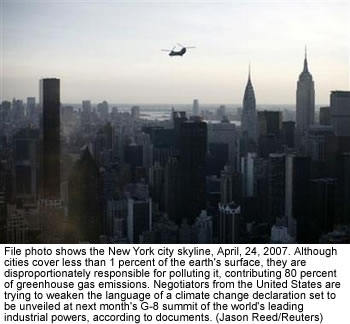 File photo shows the New York city skyline, April, 24, 2007. Although
cities cover less than 1 percent of the earth's surface, they are
disproportionately responsible for polluting it, contributing 80 percent
of greenhouse gas emissions. Negotiators from the United States are
trying to weaken the language of a climate change declaration set to
be unveiled at next month's G-8 summit of the world's leading
industrial powers, according to documents. (Jason Reed/Reuters)